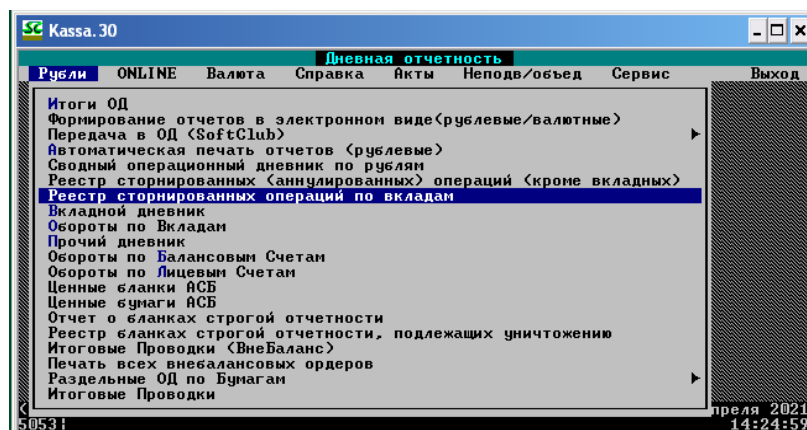 SC Kassa.30
Дневная отчетность
Рубли ONLINE Валюта Справка Акты Неподв/объед Сервис Выход
Итоги ОД
Формирование отчетов в электронном виде(рублевые/валютные)
Передача в ОД (SoftClub)
Автоматическая печать отчетов (рублевые)
Сводный операционный дневник по рублям
Реестр сторнированных (аннулированных) операций (кроме вкладных)
Реестр сторнированных операций по вкладам
Вкладной дневник
Обороты по Вкладам
Прочий дневник
Обороты по Балансовым Счетам
Обороты по Лицевым Счетам
Ценные бланки АСБ
Ценные бумаги АСБ
Отчет о бланках строгой отчетности
Реестр бланках строгой отчетности, подлежащих уничтожению
Итоговые Проводки (ВнеБаланс)
Печать всех внебалансовых ордеров
Раздельные ОД по Бумагам
Итоговые Проводки
преля 2021
5053 14:24:59